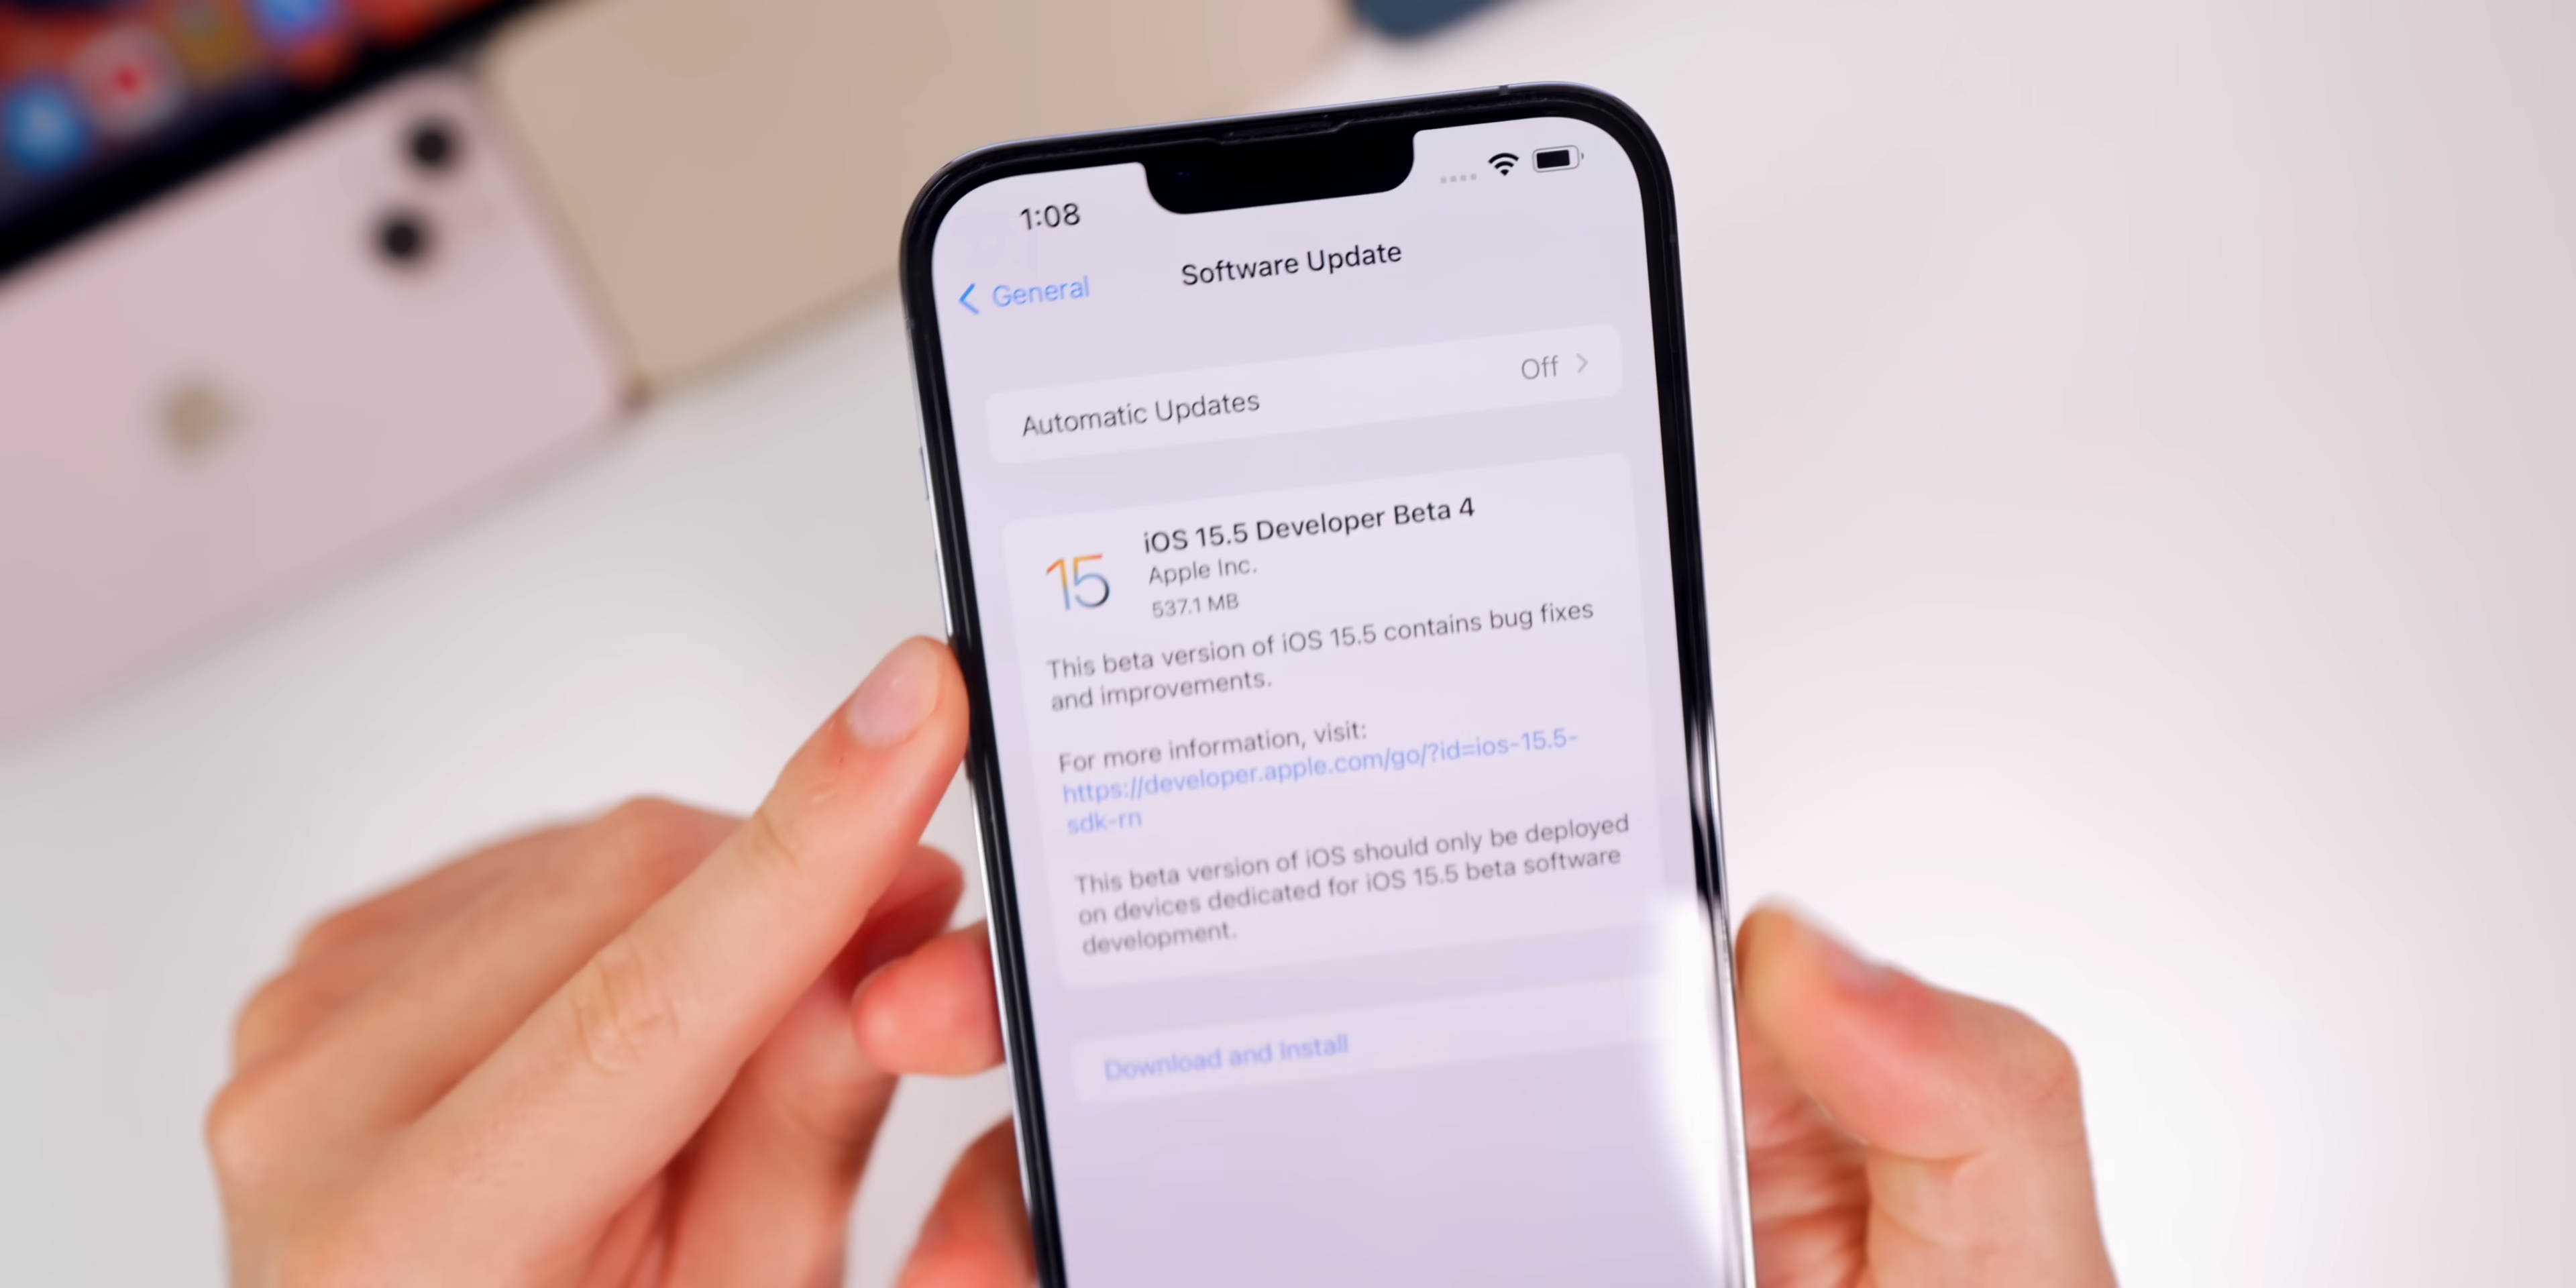 1:08
General
Software Update
Automatic Updates
Off
15
iOS 15.5 Developer Beta 4
Apple Inc.
537.1 MB
This beta version of iOS 15.5 contains bug fixes
and improvements.
For more information, visit:
https://developer.apple.com/go/?id=ios-15.5-
sdk-rn
This beta version of iOS should only be deployed
on devices dedicated for iOS 15.5 beta software
development.
Download and Install